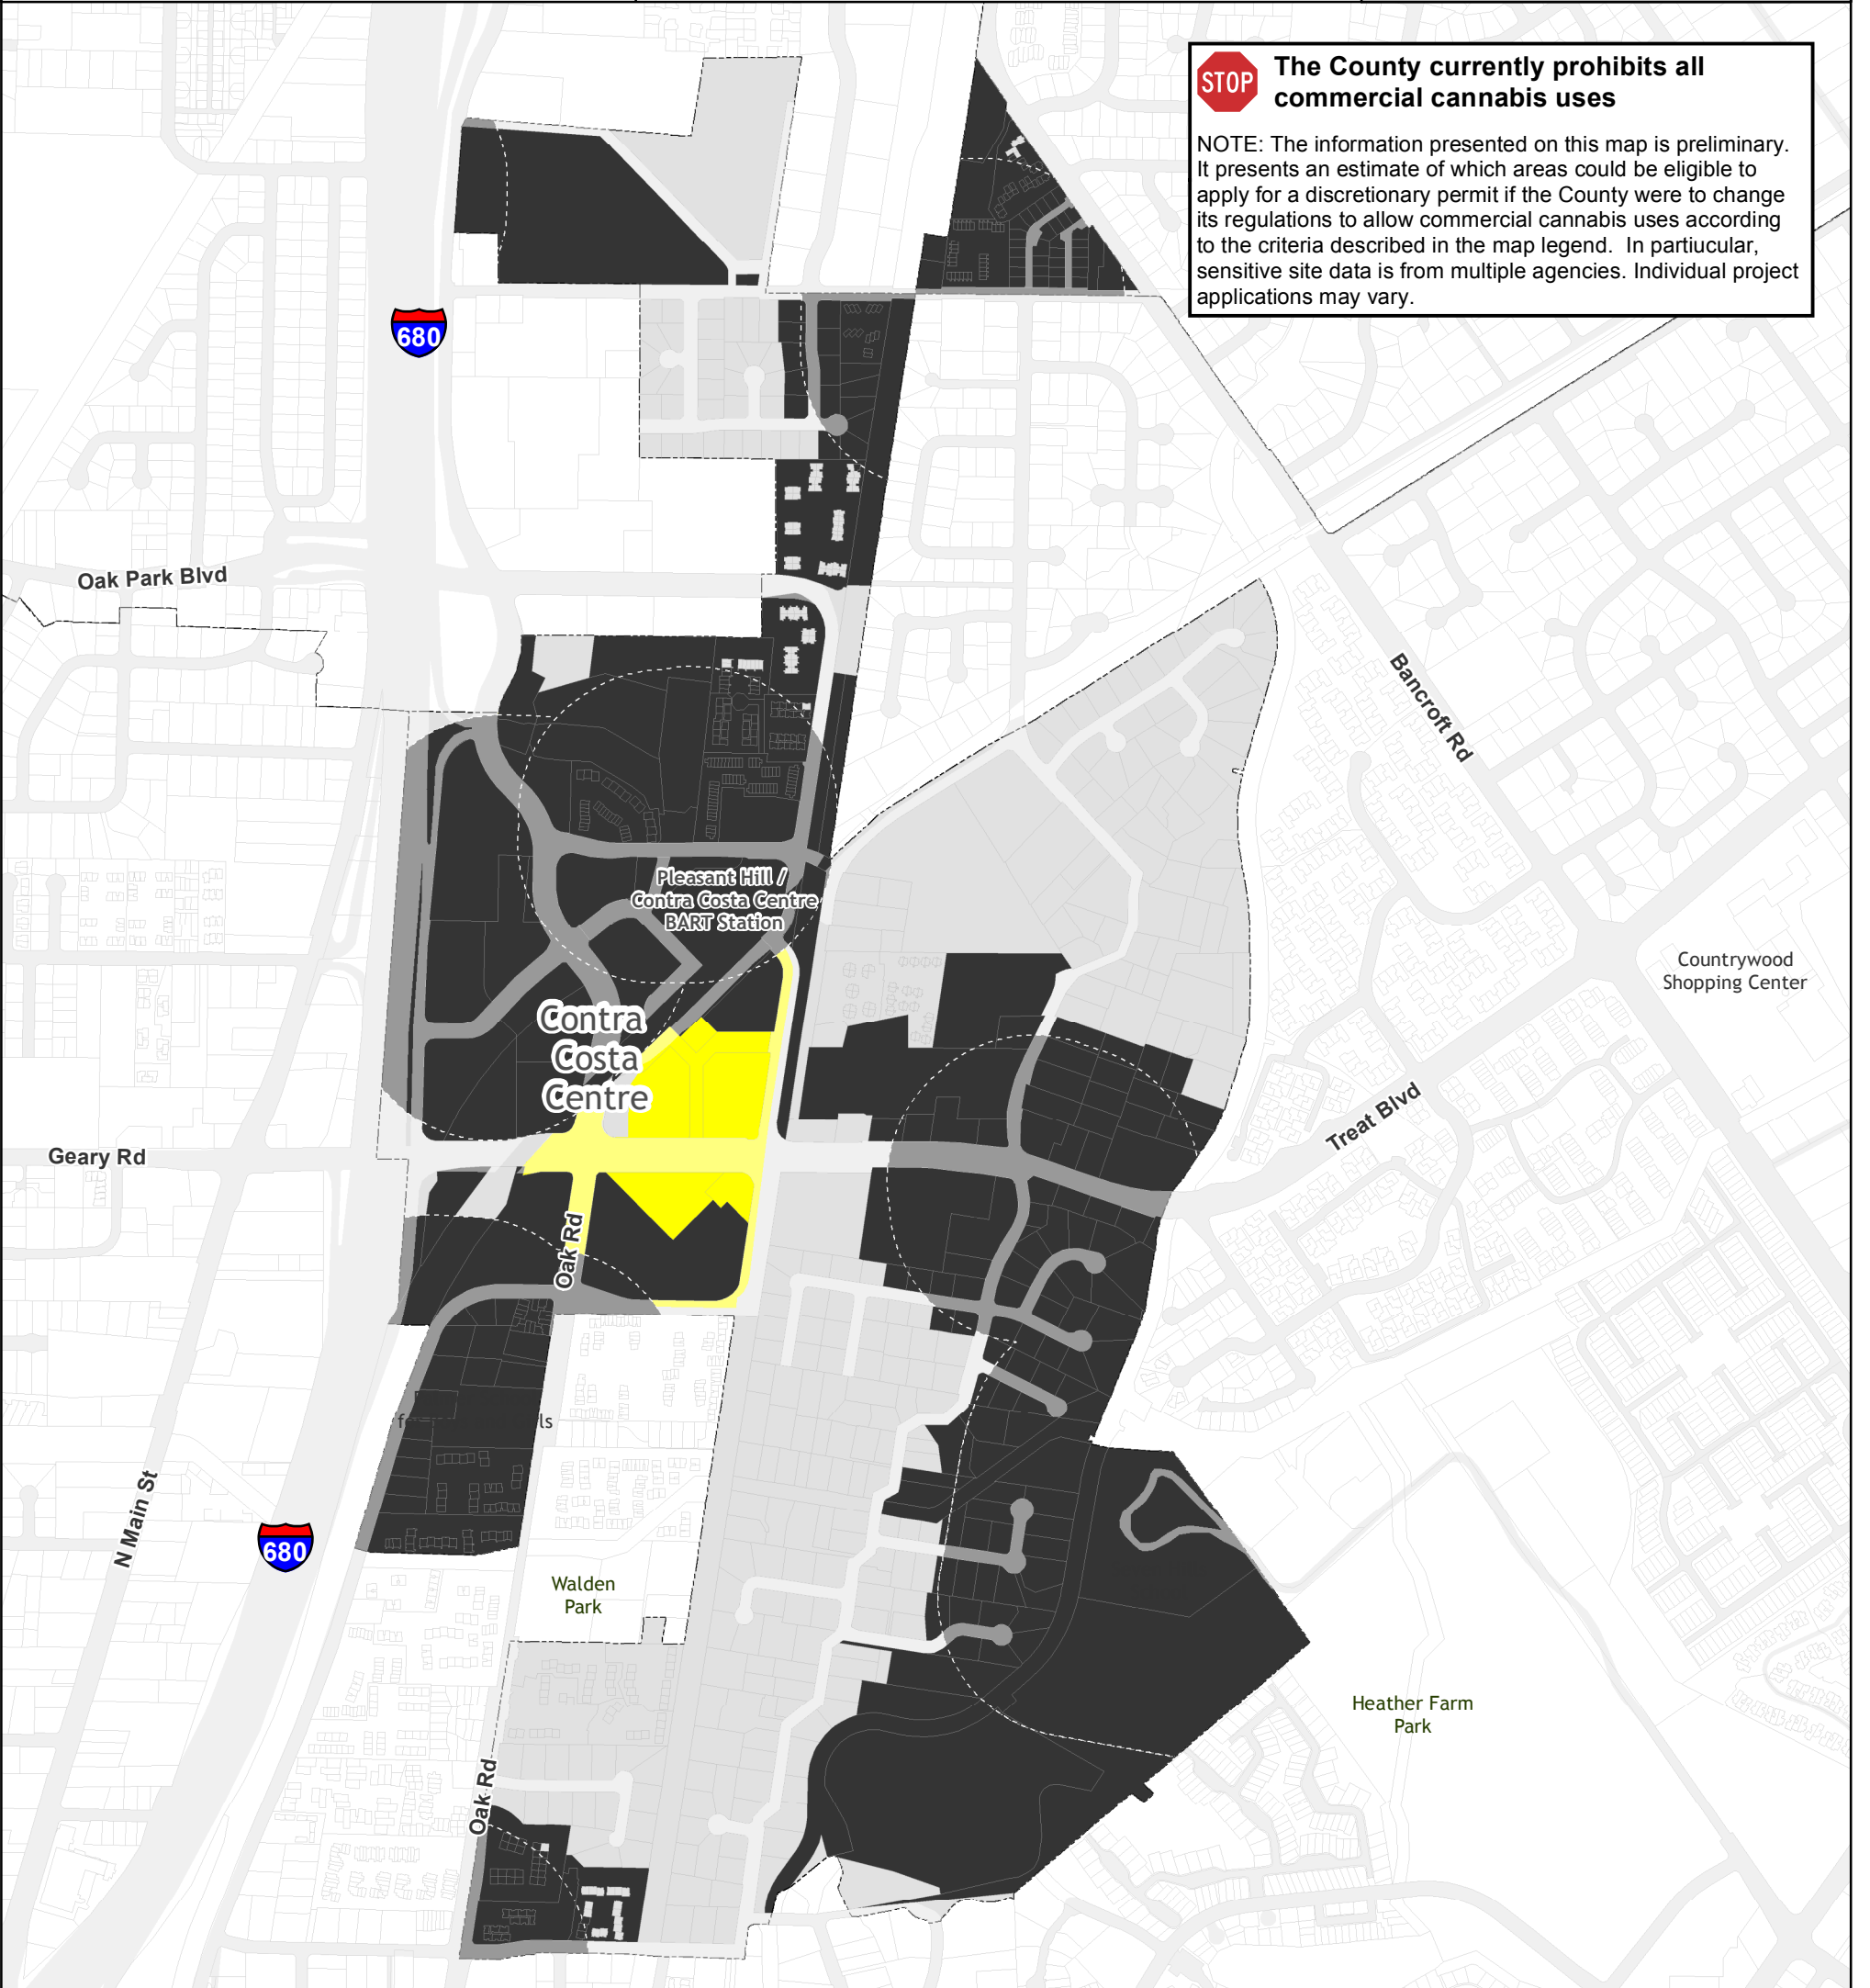 STOP
The County currently prohibits all
commercial cannabis uses
NOTE: The information presented on this map is preliminary.
It presents an estimate of which areas could be eligible to
apply for a discretionary permit if the County were to change
its regulations to allow commercial cannabis uses according
to the criteria described in the map legend. In partiucular,
sensitive site data is from multiple agencies. Individual project
applications may vary.
680
Oak Park Blvd
Bancroft Rd
Pleasant Hill /
Contra Costa Centre
BART Station
Countrywood
Shopping Center
Contra
Costa
Centre
Treat Blvd
Geary Rd
Oak Rd
N Main St
680
Walden
Park
Heather Farm
Park
Oak Rd